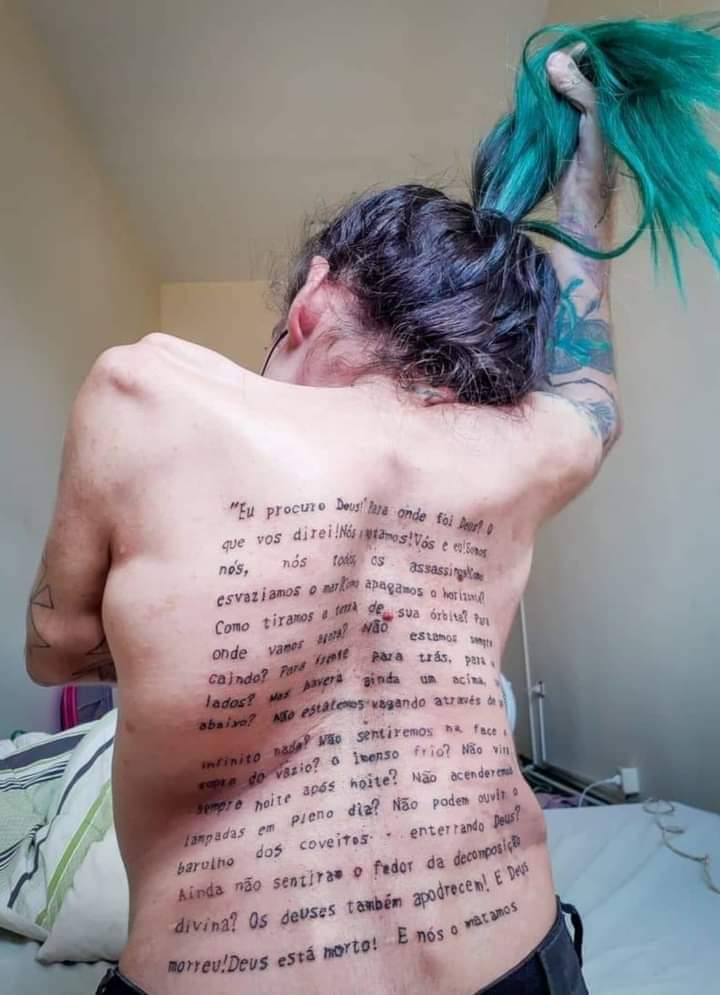 "Eu procuro Deus!" Para onde foi Deus? O
que vos direi!Nós matamos!Vós e eu!Somos
nós, nós todos, os assassinos!Como
esvaziamos o mar?Como apagamos o horizonte?
Como tiramos a terra de sua órbita? Para
onde vamos agora? Não estamos sempre
caindo? Para frente para trás, para
lados? Mas haverá ainda um acima,
abaixo? Não estaremos vagando através de
infinito nada? Não sentiremos na face
sopro do vazio? o imenso frio? Não virá
sempre noite após noite? Não acenderemos
lampadas em pleno dia? Não podem ouvir o
barulho dos coveiros enterrando Deus?
Ainda não sentiram o fedor da decomposição
divina? Os deuses também apodrecem! E Deus
morreu!Deus está morto! E nós o matamos